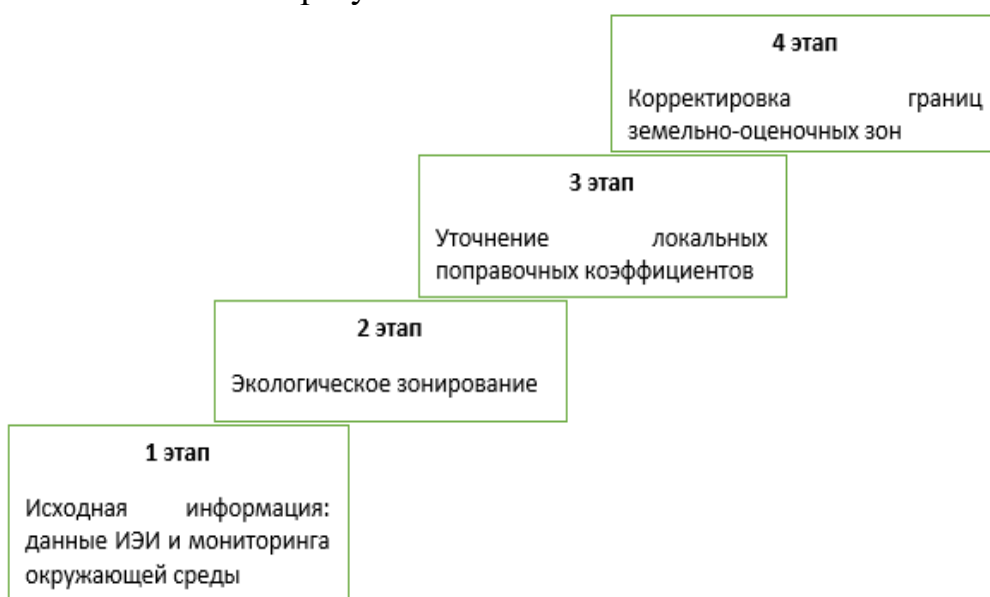 4 этап
Корректировка границ
земельно-оценочных зон
3 этап
Уточнение локальных
поправочных коэффициентов
2 этап
Экологическое зонирование
1 этап
Исходная информация:
данные ИЭИ и мониторинга
окружающей среды